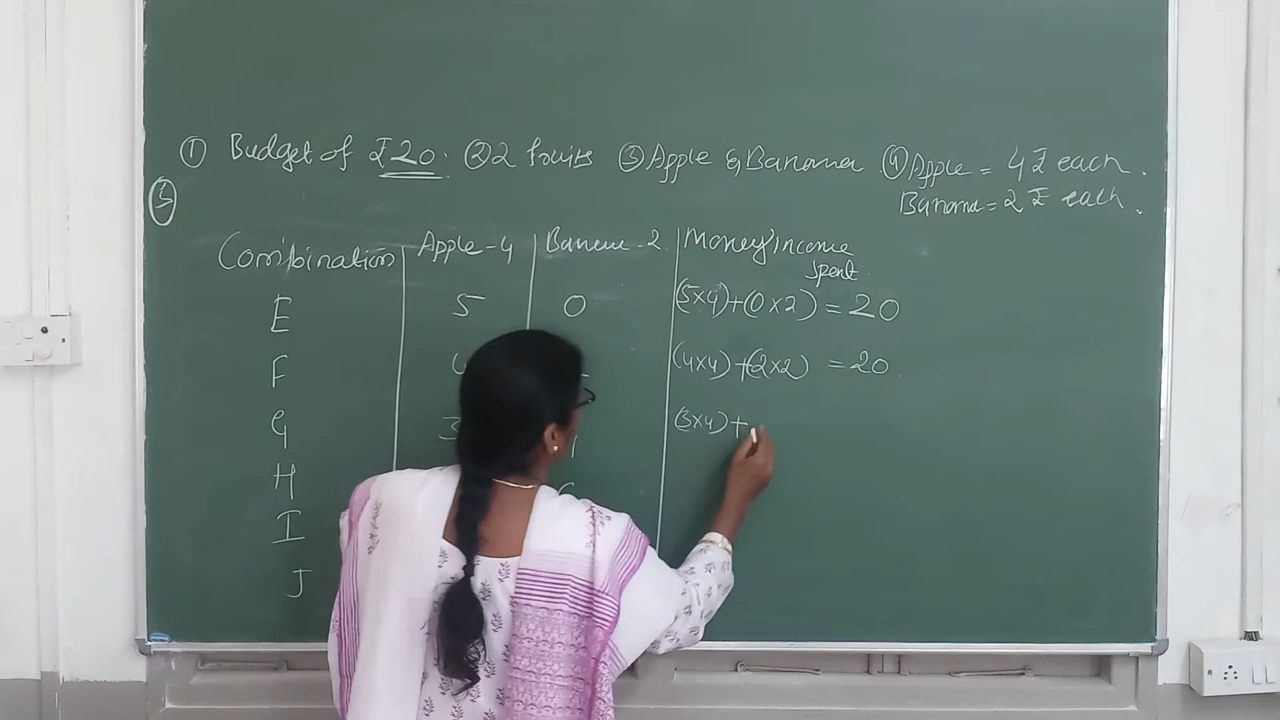 ① Budget of ₹20. ② 2 fruits ③ Apple & Banana ④ Apple = 4₹ each.
Banana = 2₹ each.
⑤
Combination Apple-4 Banana-2 Money Income
spent
E 5 0 (5×4)+(0×2) = 20
F (4×4)+(2×2) = 20.
G 3 (3×4)+
H
I
J